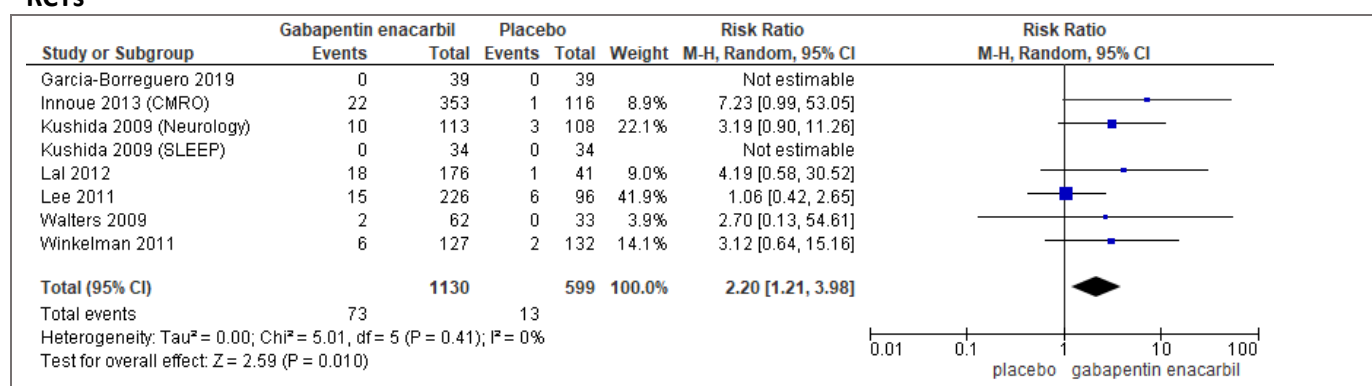 RCTs
Gabapentin enacarbil Placebo Risk Ratio Risk Ratio
Study or Subgroup Events Total Events Total Weight M-H, Random, 95% CI M-H, Random, 95% CI
Garcia-Borreguero 2019 0 39 0 39 Not estimable
Innoue 2013 (CMRO) 22 353 1 116 8.9% 7.23 [0.99, 53.05]
Kushida 2009 (Neurology) 10 113 3 108 22.1% 3.19 [0.90, 11.26]
Kushida 2009 (SLEEP) 0 34 0 34 Not estimable
Lal 2012 18 176 1 41 9.0% 4.19 [0.58, 30.52]
Lee 2011 15 226 6 96 41.9% 1.06 [0.42, 2.65]
Walters 2009 2 62 0 33 3.9% 2.70 [0.13, 54.61]
Winkelman 2011 6 127 2 132 14.1% 3.12 [0.64, 15.16]
Total (95% CI) 1130 599 100.0% 2.20 [1.21, 3.98]
Total events 73 13
Heterogeneity: Tau² = 0.00; Chi² = 5.01, df = 5 (P = 0.41); I² = 0%
Test for overall effect: Z = 2.59 (P = 0.010)
0.01 0.1 1 10 100
placebo gabapentin enacarbil